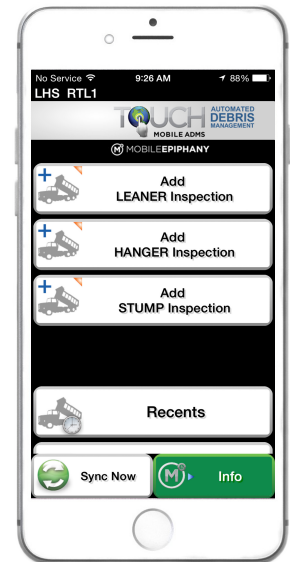 No Service 9:26 AM 88%
LHS RTL1
TOUCH AUTOMATED
DEBRIS
MANAGEMENT
MOBILE ADMS
M MOBILEEPIPHANY
Add
LEANER Inspection
Add
HANGER Inspection
Add
STUMP Inspection
Recents
Sync Now
M Info